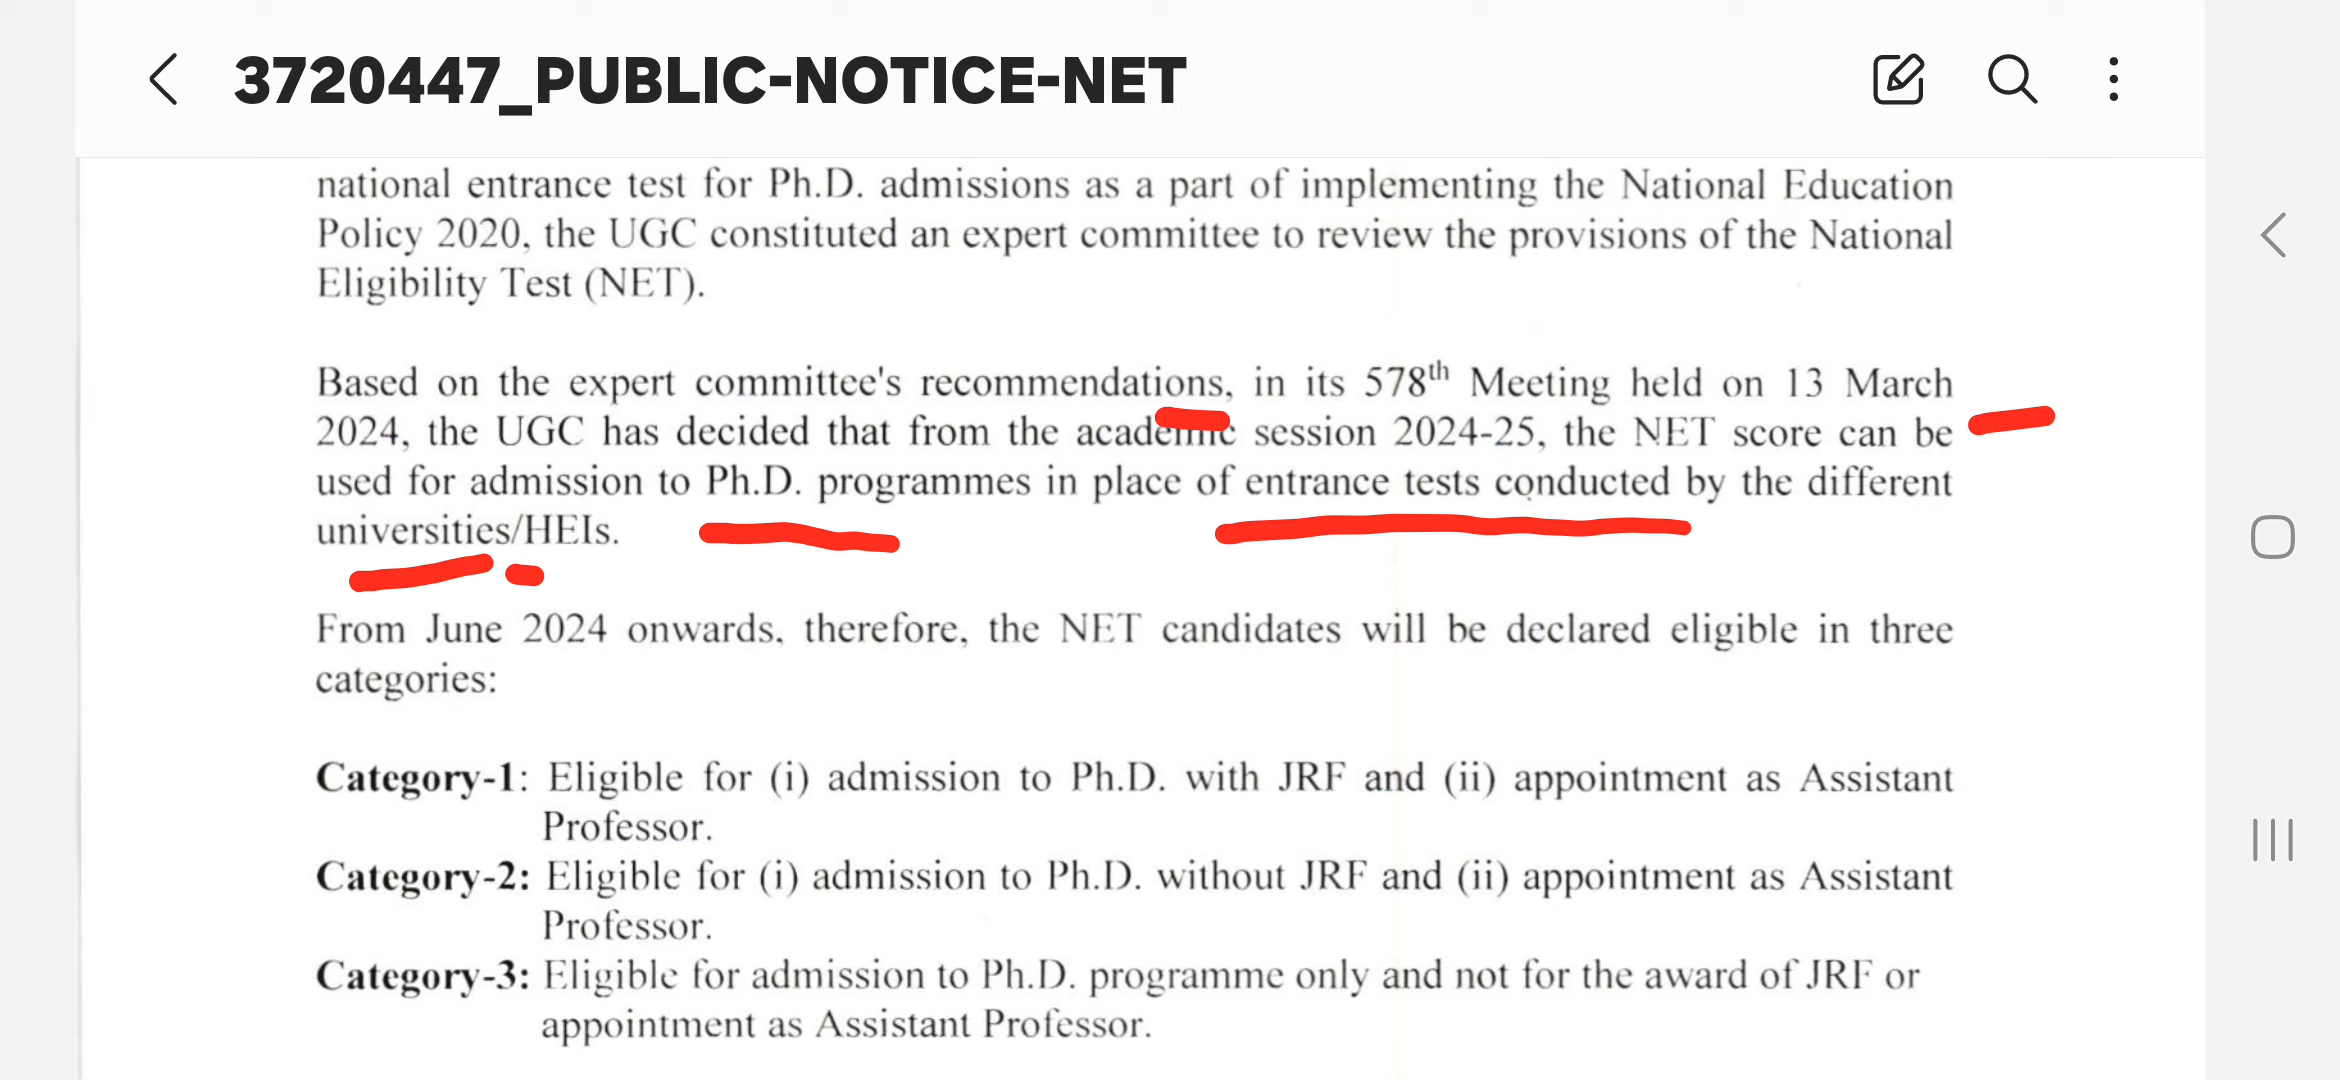 3720447_PUBLIC-NOTICE-NET
national entrance test for Ph.D. admissions as a part of implementing the National Education
Policy 2020, the UGC constituted an expert committee to review the provisions of the National
Eligibility Test (NET).
Based on the expert committee's recommendations, in its 578th Meeting held on 13 March
2024, the UGC has decided that from the academic session 2024-25, the NET score can be
used for admission to Ph.D. programmes in place of entrance tests conducted by the different
universities/HEIs.
From June 2024 onwards, therefore, the NET candidates will be declared eligible in three
categories:
Category-1: Eligible for (i) admission to Ph.D. with JRF and (ii) appointment as Assistant
Professor.
Category-2: Eligible for (i) admission to Ph.D. without JRF and (ii) appointment as Assistant
Professor.
Category-3: Eligible for admission to Ph.D. programme only and not for the award of JRF or
appointment as Assistant Professor.